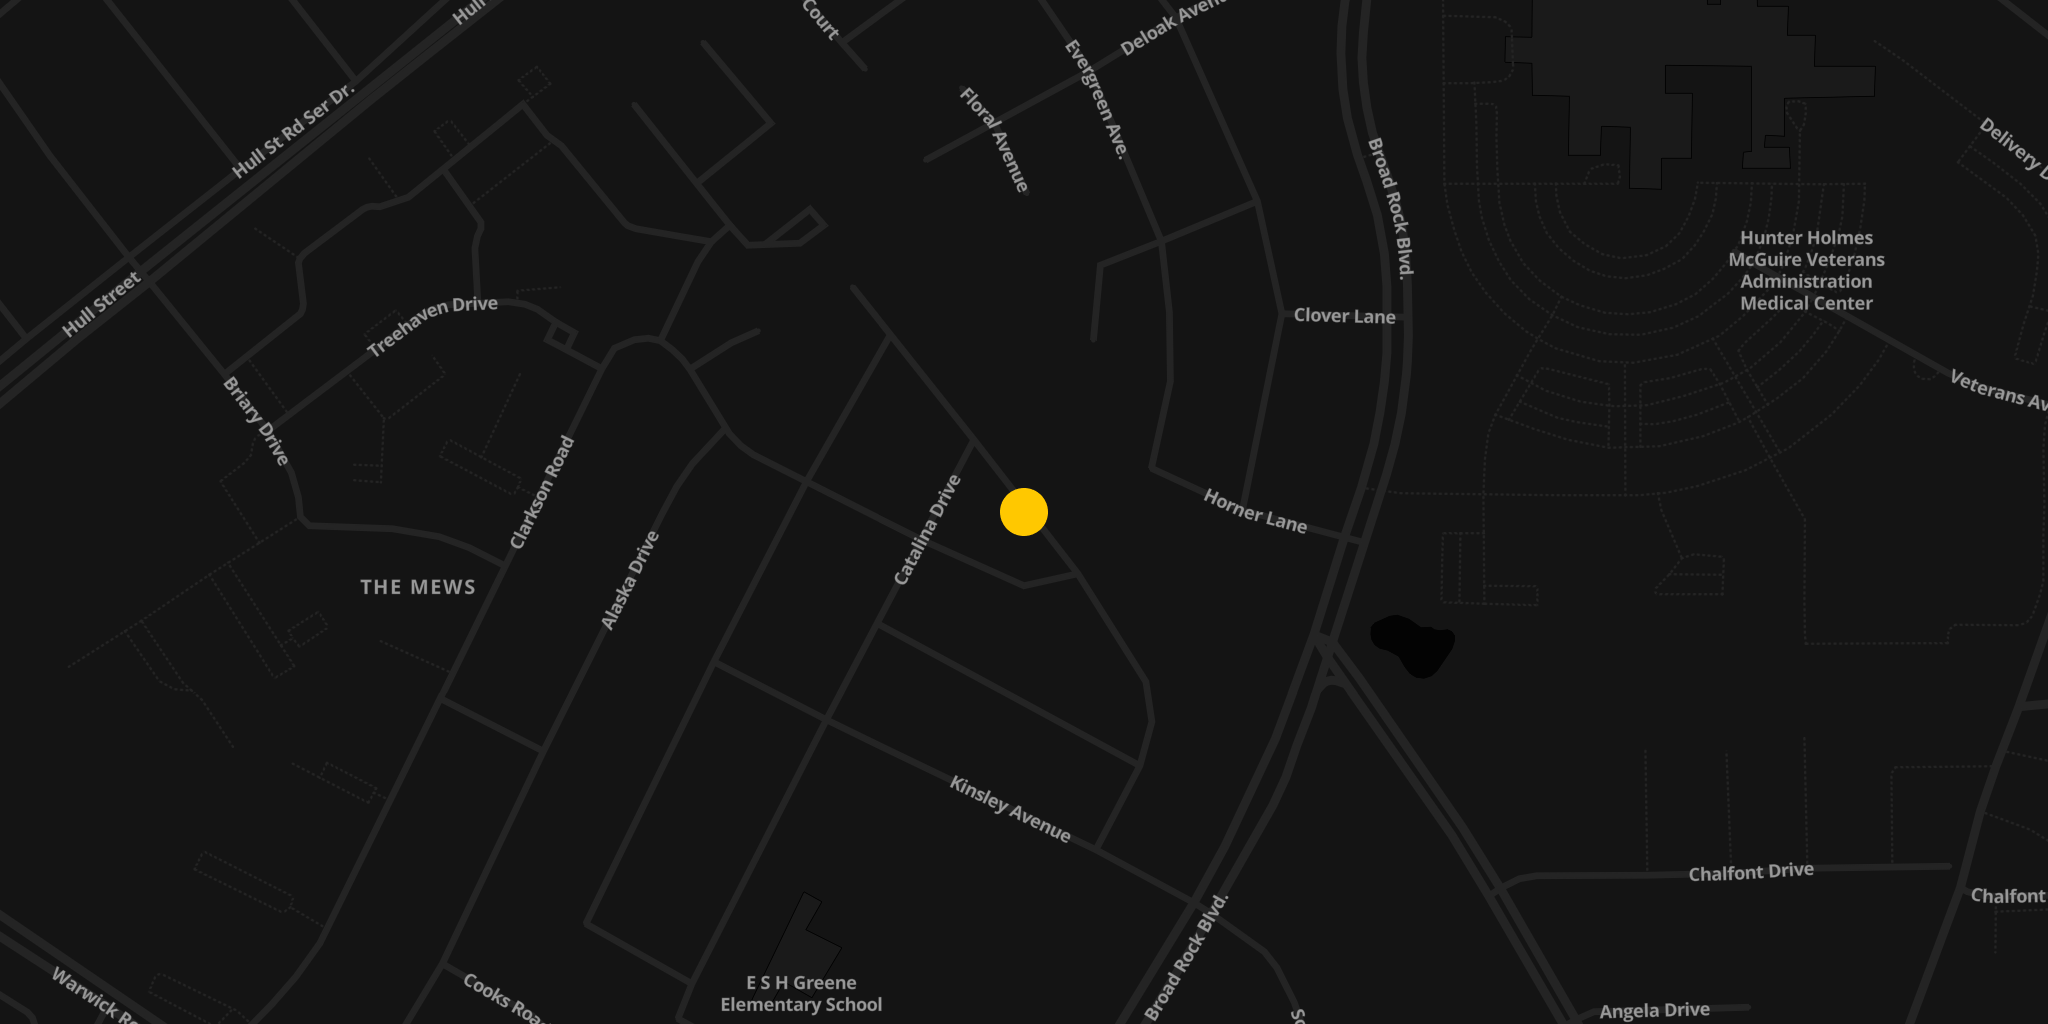 Hull
Court
Deloak Avenu
Evergreen Ave.
Hull St Rd Ser Dr.
Floral Avenue
Broad Rock Blvd.
Delivery D
Hunter Holmes
McGuire Veterans
Administration
Medical Center
Hull Street
Treehaven Drive
Clover Lane
Veterans Av
Briary Drive
Clarkson Road
Catalina Drive
Horner Lane
Alaska Drive
THE MEWS
Kinsley Avenue
Chalfont Drive
Chalfont
Broad Rock Blvd.
Warwick Ro
Cooks Road
E S H Greene
Elementary School
Angela Drive